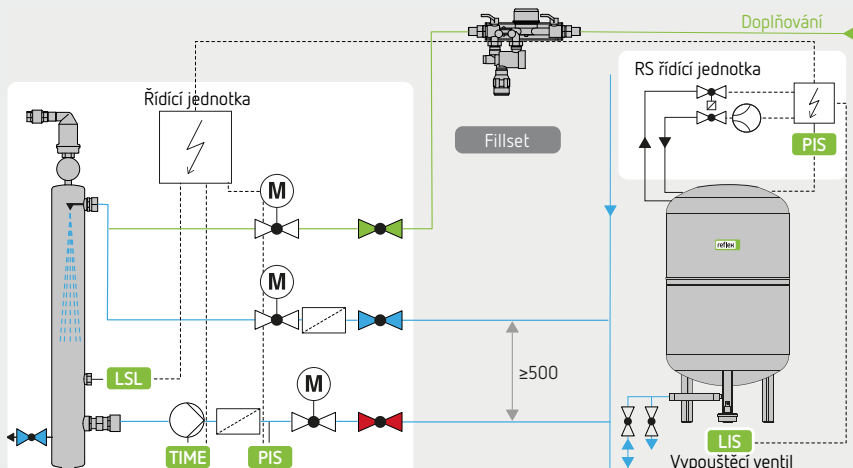 Doplňování
RS řídící jednotka
Řídící jednotka
Fillset
PIS
M
reflex
M
≥500
LSL
M
TIME
PIS
LIS
Vypouštěcí ventil